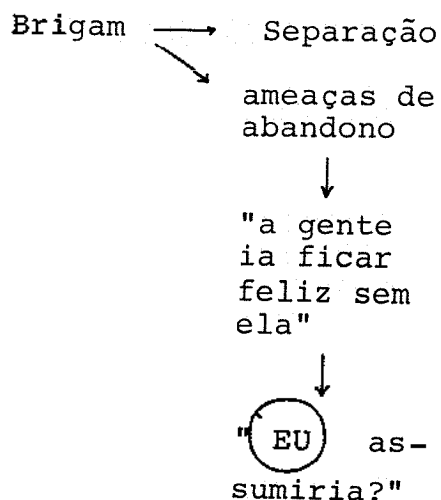 Brigam → Separação
ameaças de
abandono
"a gente
ia ficar
feliz sem
ela"
" EU as-
sumiria?"